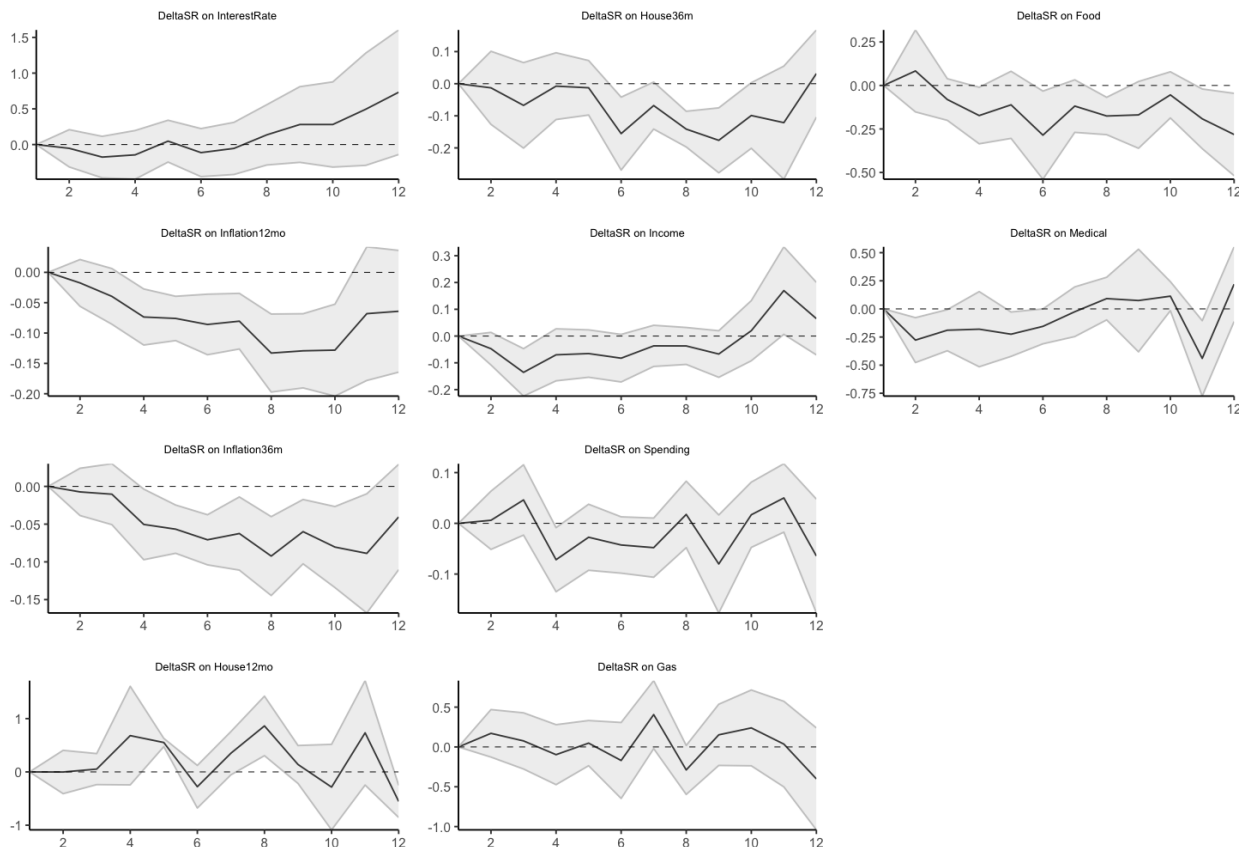 DeltaSR on InterestRate
1.5
1.0
0.5
0.0
2 4 6 8 10 12
DeltaSR on House36m
0.1
0.0
-0.1
-0.2
2 4 6 8 10 12
DeltaSR on Food
0.25
0.00
-0.25
-0.50
2 4 6 8 10 12
DeltaSR on Inflation12mo
0.00
-0.05
-0.10
-0.15
-0.20
2 4 6 8 10 12
DeltaSR on Income
0.3
0.2
0.1
0.0
-0.1
-0.2
2 4 6 8 10 12
DeltaSR on Medical
0.50
0.25
0.00
-0.25
-0.50
-0.75
2 4 6 8 10 12
DeltaSR on Inflation36m
0.00
-0.05
-0.10
-0.15
2 4 6 8 10 12
DeltaSR on Spending
0.1
0.0
-0.1
2 4 6 8 10 12
DeltaSR on House12mo
1
0
-1
2 4 6 8 10 12
DeltaSR on Gas
0.5
0.0
-0.5
-1.0
2 4 6 8 10 12